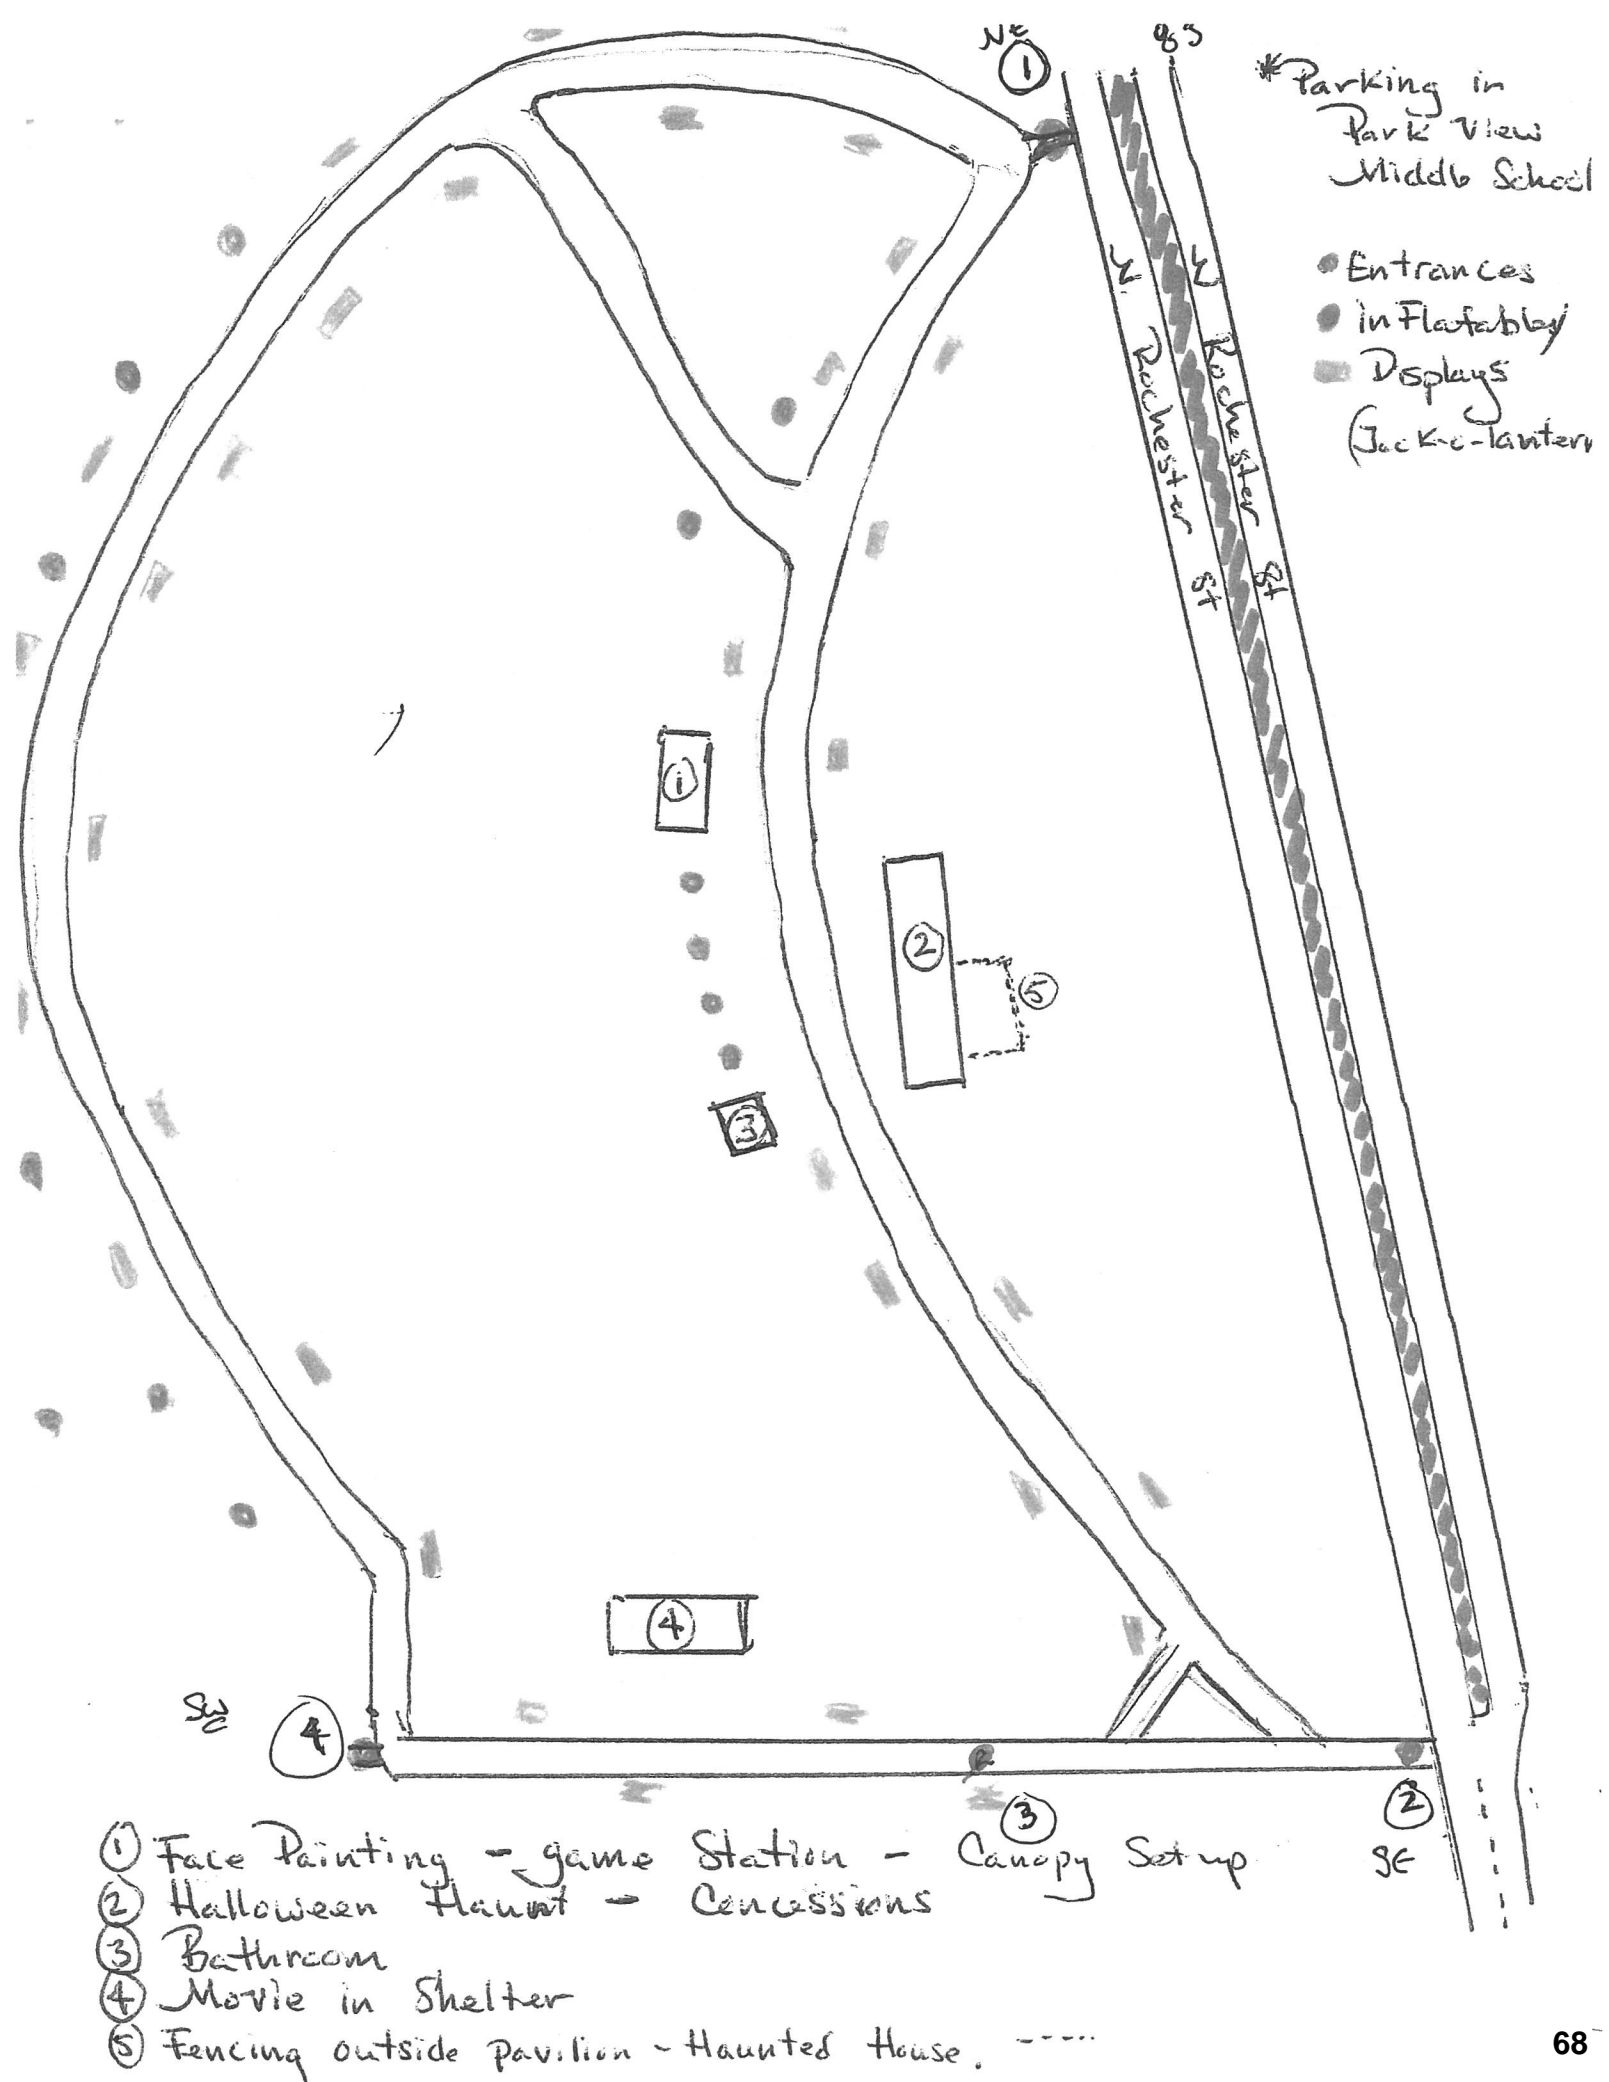 NE
①
83
*Parking in
Park View
Middle School
Entrances
inFlatables
Displays
(Jack-o-lantern
N. Rochester St
N Rochester St
①
②
⑤
③
④
SW
④
③
②
SE
① Face Painting - game Station - Canopy Set up
② Halloween Haunt - Concessions
③ Bathroom
④ Movie in Shelter
⑤ Fencing outside pavilion - Haunted House. -----
68